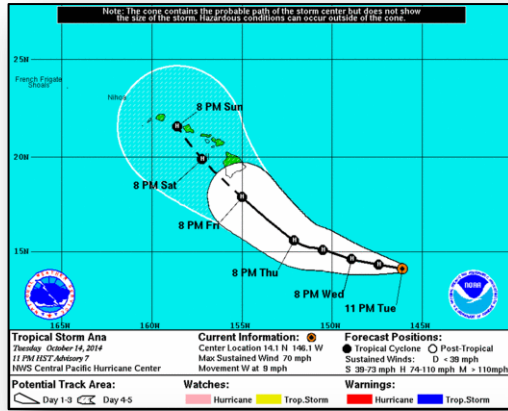 Note: The cone contains the probable path of the storm center but does not show
the size of the storm. Hazardous conditions can occur outside of the cone.
25N
French Frigate
Shoals
Nihoa
8 PM Sun
20N
8 PM Sat
8 PM Fri
15N
8 PM Thu
8 PM Wed
11 PM Tue
NOAA
165W
160W
155W
150W
145W
H
H
H
H
H
H
H
H
Tropical Storm Ana
Tuesday October 14, 2014
11 PM HST Advisory 7
NWS Central Pacific Hurricane Center
Current Information:
Center Location 14.1 N 146.1 W
Max Sustained Wind 70 mph
Movement W at 9 mph
Forecast Positions:
Tropical Cyclone Post-Tropical
Sustained Winds: D < 39 mph
S 39-73 mph H 74-110 mph M > 110mph
Potential Track Area:
Day 1-3 Day 4-5
Watches:
Hurricane Trop.Storm
Warnings:
Hurricane Trop.Storm